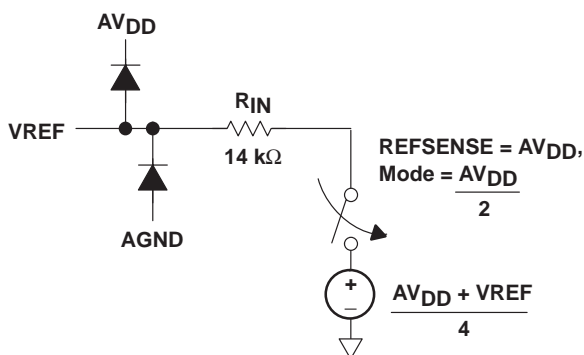 AVDD
RIN
VREF
14 kΩ
REFSENSE = AVDD,
Mode = AVDD
2
AGND
+
–
AVDD + VREF
4